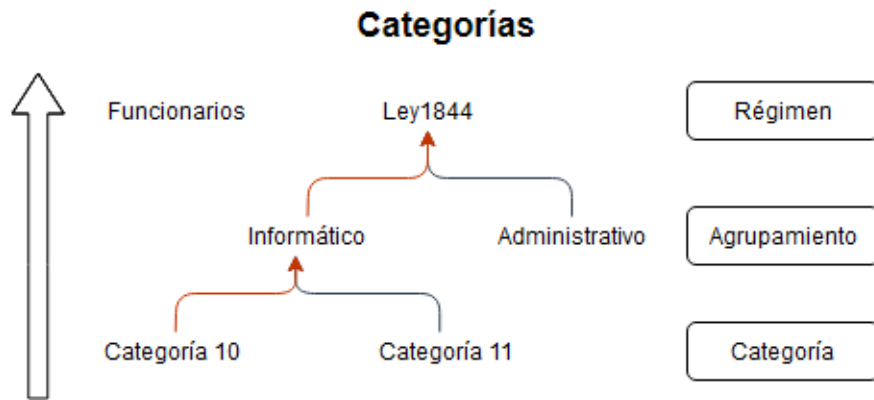 Categorías
Funcionarios Ley1844 Régimen
Informático Administrativo Agrupamiento
Categoría 10 Categoría 11 Categoría